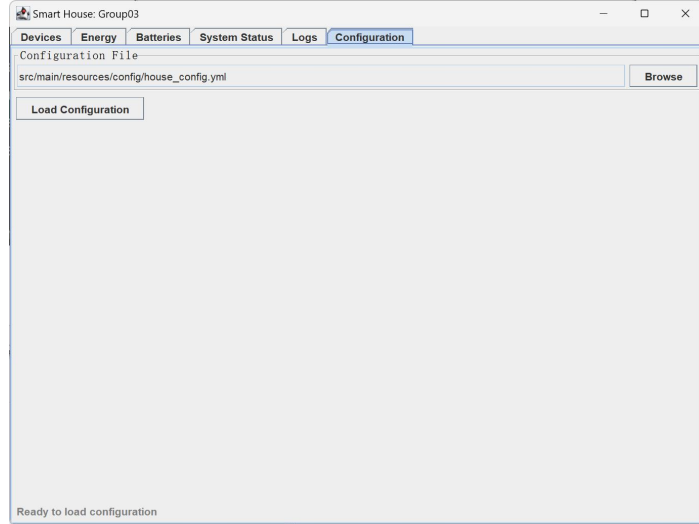 Smart House: Group03
Devices Energy Batteries System Status Logs Configuration
Configuration File
src/main/resources/config/house_config.yml Browse
Load Configuration
Ready to load configuration